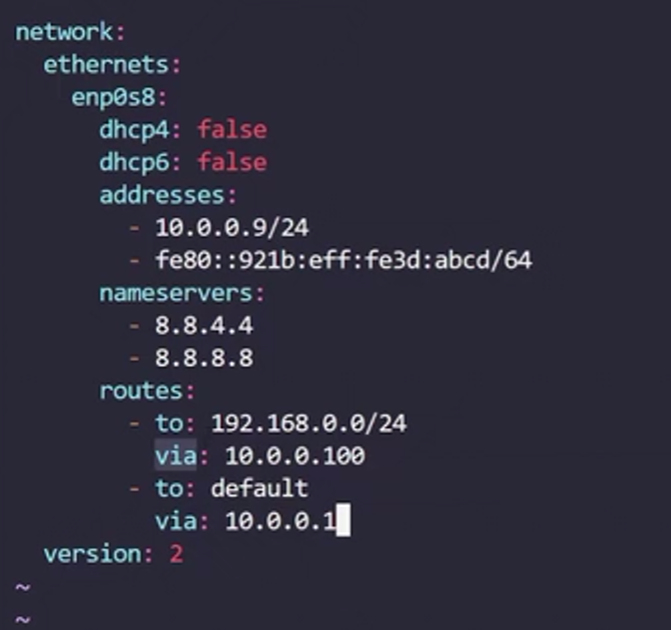 network:
  ethernets:
    enp0s8:
      dhcp4: false
      dhcp6: false
      addresses:
        - 10.0.0.9/24
        - fe80::921b:eff:fe3d:abcd/64
      nameservers:
        - 8.8.4.4
        - 8.8.8.8
      routes:
        - to: 192.168.0.0/24
          via: 10.0.0.100
        - to: default
          via: 10.0.0.1
  version: 2
~
~